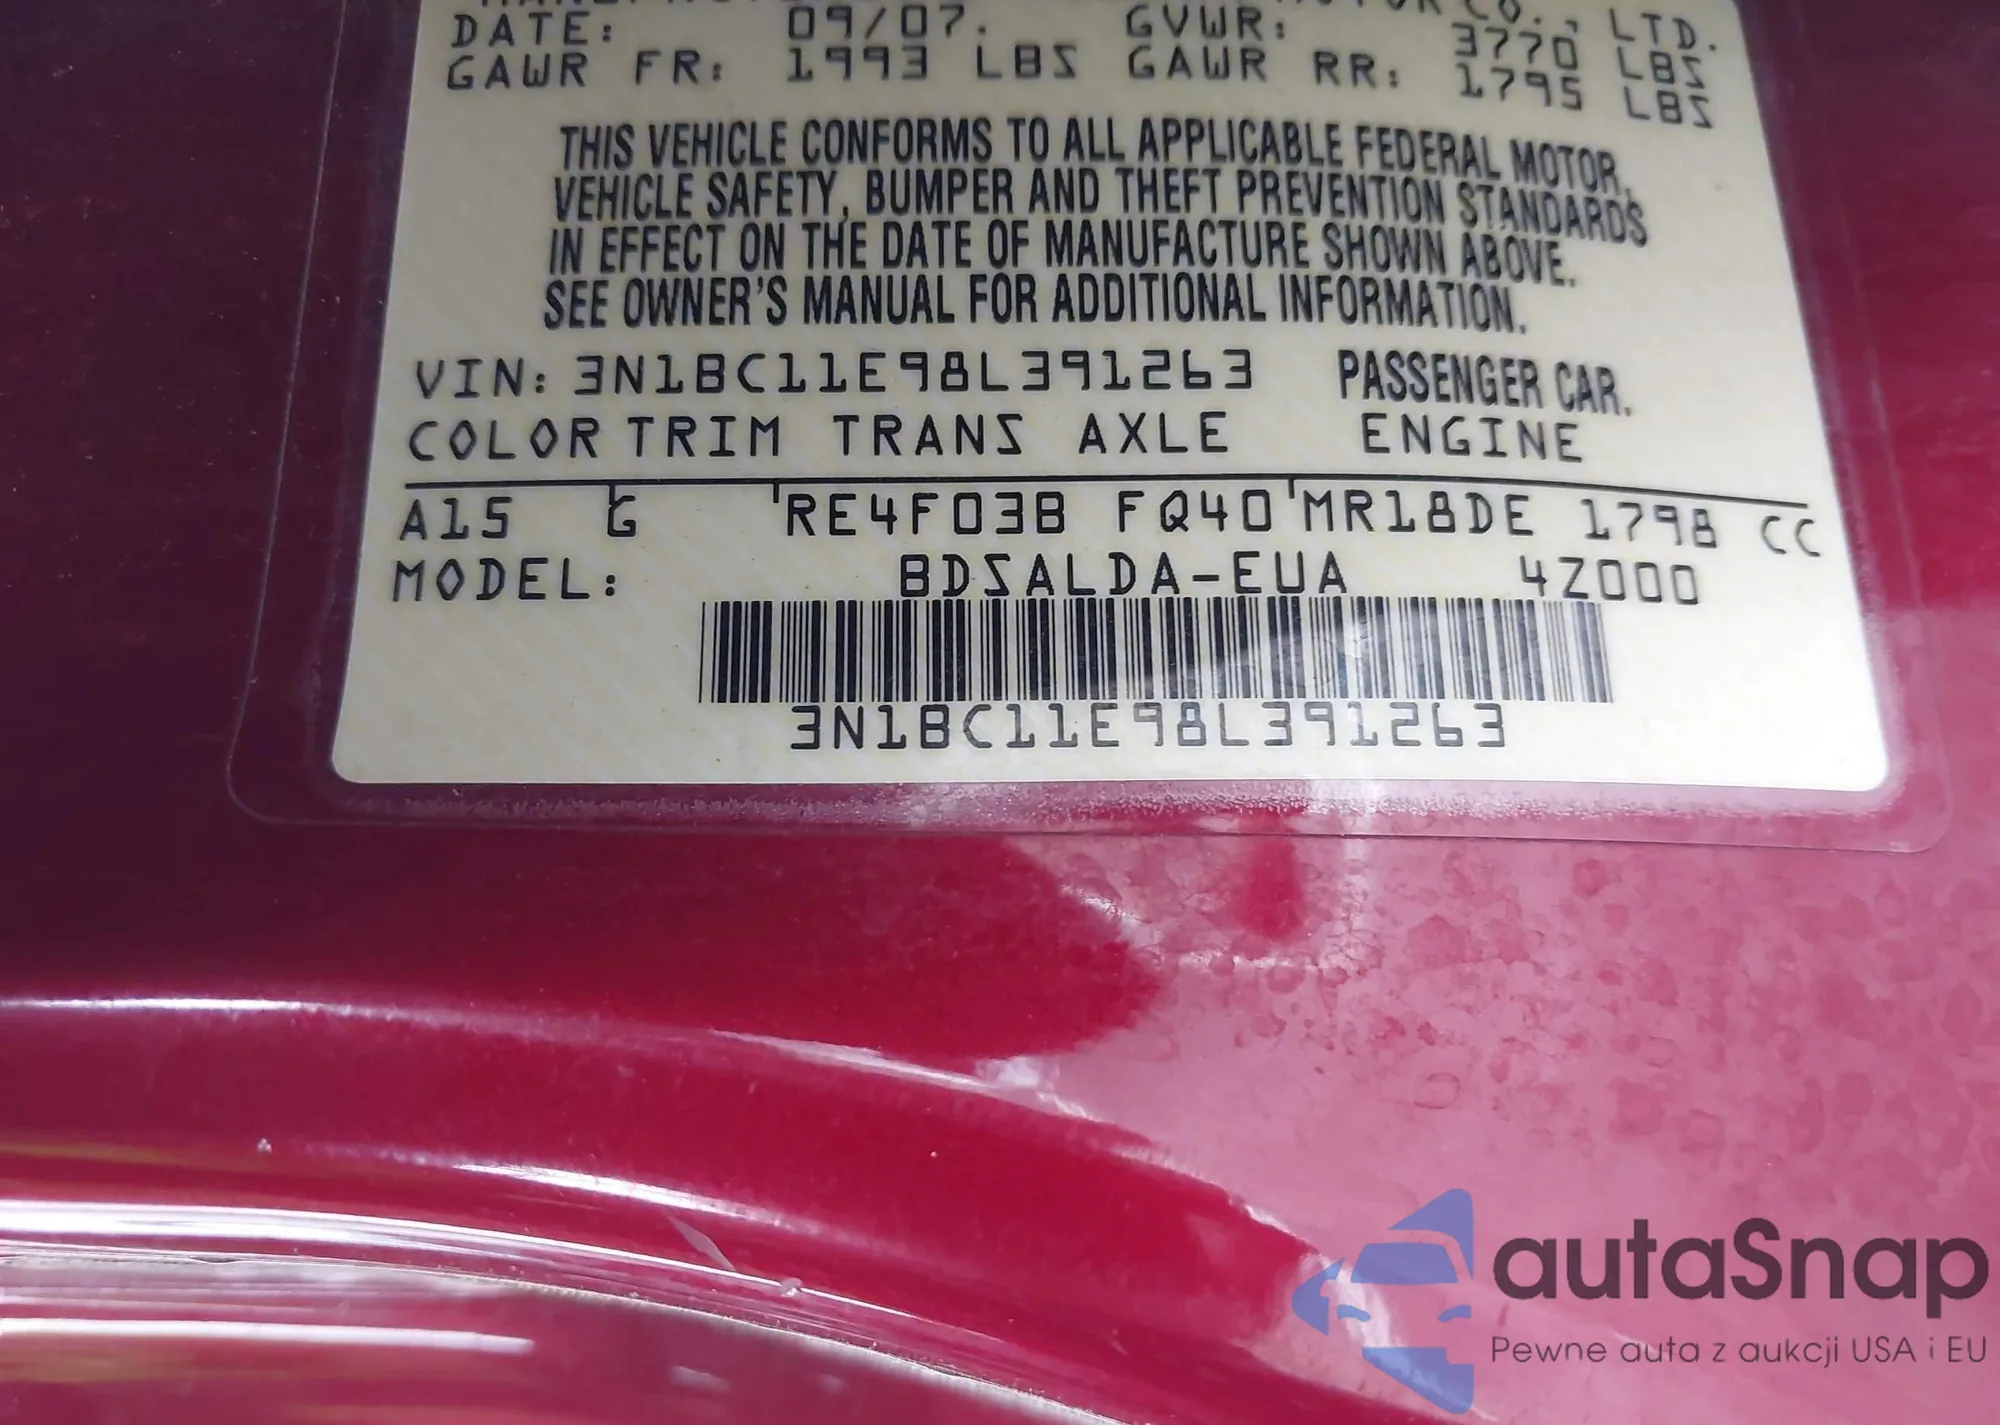 CO., LTD.
DATE: 09/07. GVWR: 3770 LBS
GAWR FR: 1993 LBS GAWR RR: 1795 LBS
THIS VEHICLE CONFORMS TO ALL APPLICABLE FEDERAL MOTOR
VEHICLE SAFETY, BUMPER AND THEFT PREVENTION STANDARDS
IN EFFECT ON THE DATE OF MANUFACTURE SHOWN ABOVE.
SEE OWNER'S MANUAL FOR ADDITIONAL INFORMATION.
VIN: 3N1BC11E98L391263 PASSENGER CAR.
COLOR TRIM TRANS AXLE ENGINE
A15 G RE4F03B FQ40 MR18DE 1798 CC
MODEL: BDSALDA-EUA 4Z000
3N1BC11E98L391263
autaSnap
Pewne auta z aukcji USA i EU